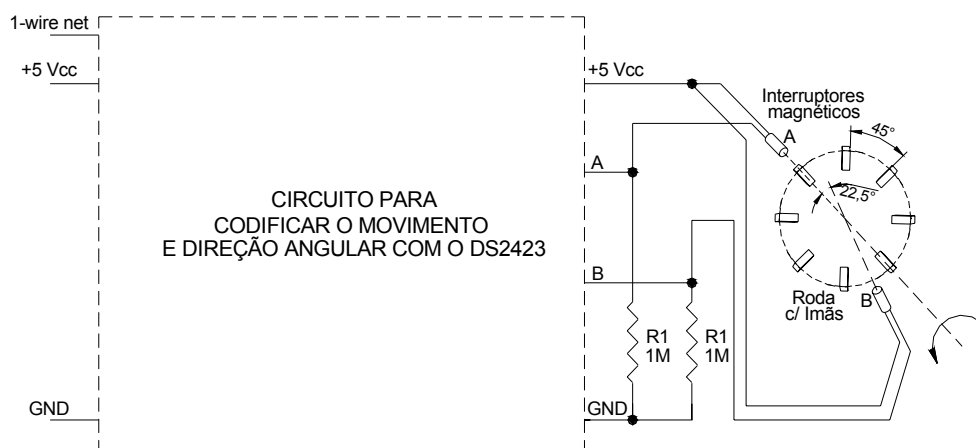 1-wire net
+5 Vcc
GND
CIRCUITO PARA
CODIFICAR O MOVIMENTO
E DIREÇÃO ANGULAR COM O DS2423
+5 Vcc
A
B
GND
R1
1M
R1
1M
Interruptores
magnéticos
A
45°
22,5°
Roda
c/ Imãs
B